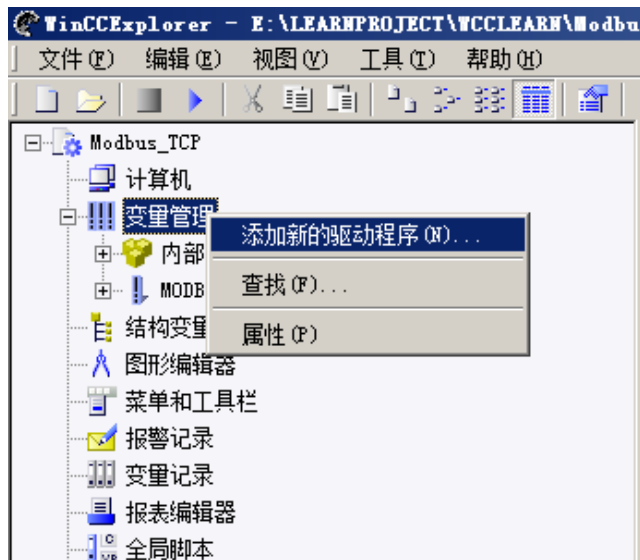 WinCCExplorer - E:\LEARNPROJECT\WCCLEARN\Modbu
文件(F) 编辑(E) 视图(V) 工具(T) 帮助(H)
Modbus_TCP
计算机
变量管理
添加新的驱动程序(N)...
内部
查找(F)...
MODB
结构变量
属性(P)
图形编辑器
菜单和工具栏
报警记录
变量记录
报表编辑器
全局脚本